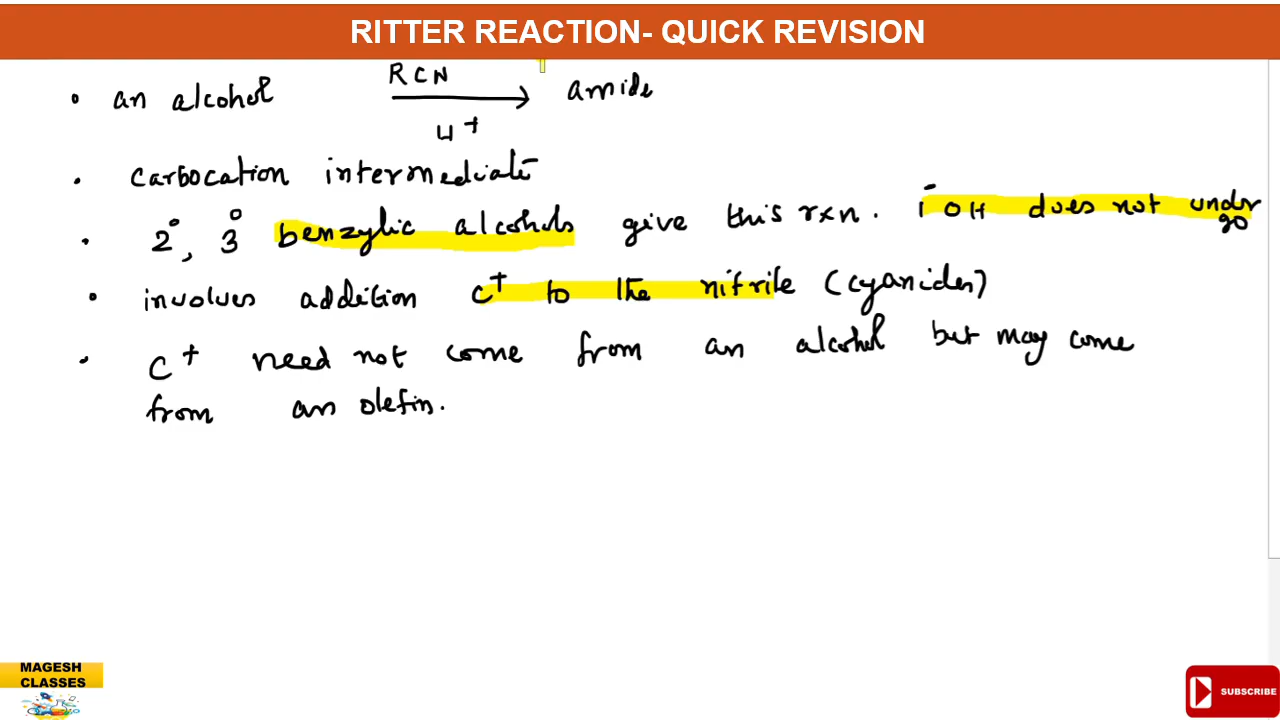 RITTER REACTION- QUICK REVISION
• an alcohol RCN H+ amide
• carbocation intermediate
• 2°, 3° benzylic alcohols give this rxn. 1° OH does not undergo
• involves addition C+ to the nitrile (cyanides)
• C+ need not come from an alcohol but may come
from an olefin.
MAGESH
CLASSES
SUBSCRIBE